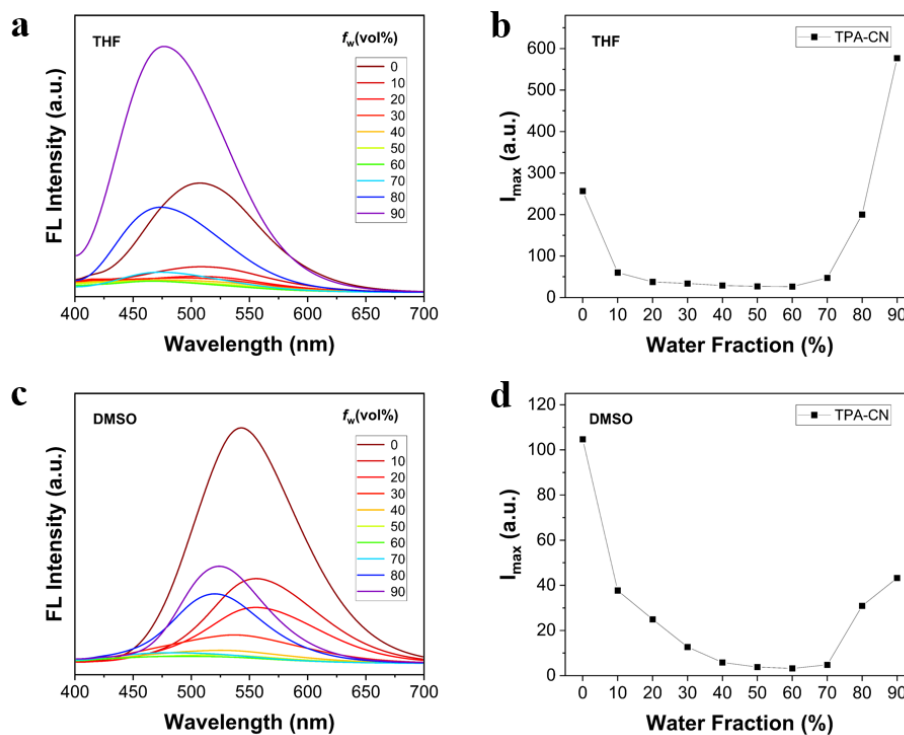 a
THF
f_w(vol%)
0
10
20
30
40
50
60
70
80
90
FL Intensity (a.u.)
400 450 500 550 600 650 700
Wavelength (nm)
b
THF
TPA-CN
600
500
400
300
200
100
0
I_max (a.u.)
0 10 20 30 40 50 60 70 80 90
Water Fraction (%)
c
DMSO
f_w(vol%)
0
10
20
30
40
50
60
70
80
90
FL Intensity (a.u.)
400 450 500 550 600 650 700
Wavelength (nm)
d
DMSO
TPA-CN
120
100
80
60
40
20
0
I_max (a.u.)
0 10 20 30 40 50 60 70 80 90
Water Fraction (%)